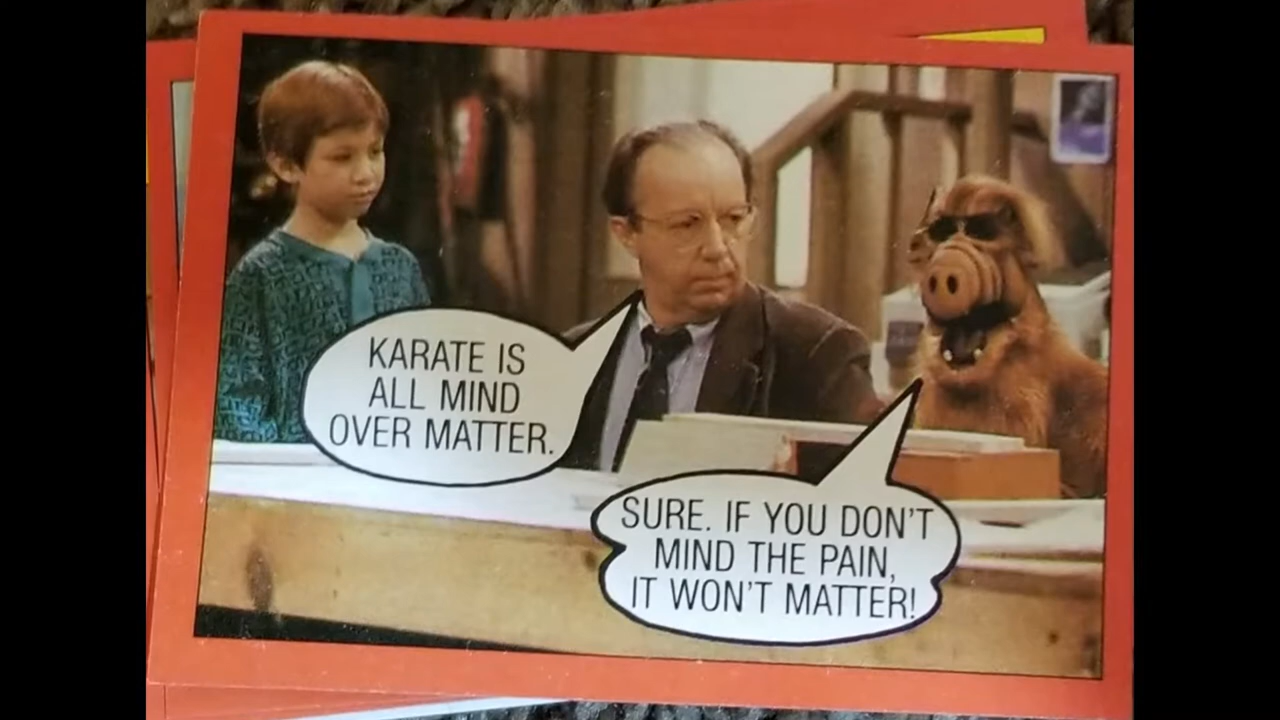 KARATE IS
ALL MIND
OVER MATTER.
SURE. IF YOU DON'T
MIND THE PAIN,
IT WON'T MATTER!